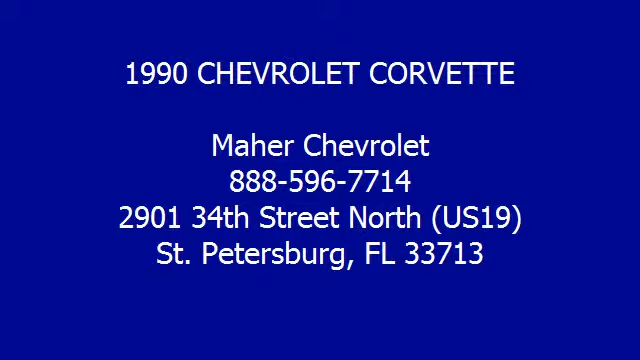 1990 CHEVROLET CORVETTE
Maher Chevrolet
888-596-7714
2901 34th Street North (US19)
St. Petersburg, FL 33713